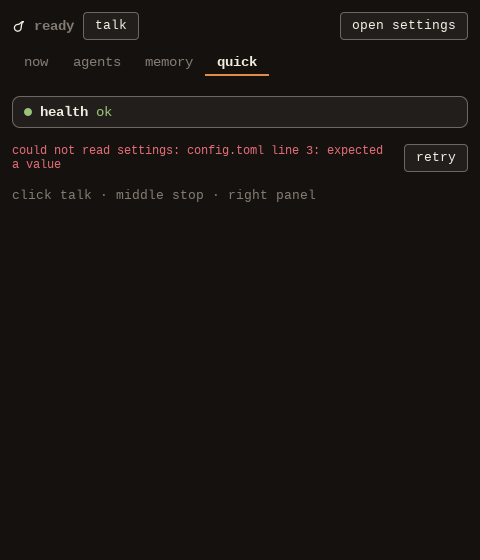 ready talk open settings
now agents memory quick
health ok
could not read settings: config.toml line 3: expected
a value
retry
click talk · middle stop · right panel